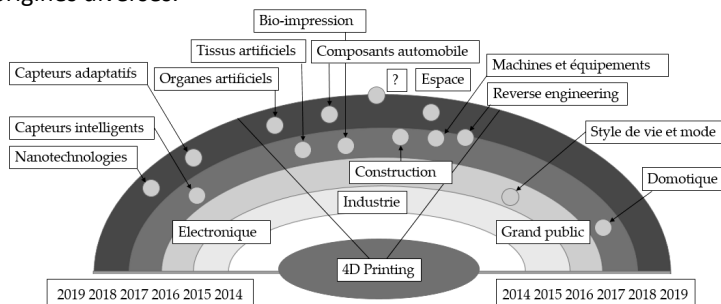 origines diverses.
Bio-impression
Tissus artificiels
Composants automobile
Capteurs adaptatifs
Organes artificiels
?
Espace
Machines et équipements
Reverse engineering
Capteurs intelligents
Style de vie et mode
Nanotechnologies
Construction
Domotique
Industrie
Electronique
Grand public
4D Printing
2019 2018 2017 2016 2015 2014
2014 2015 2016 2017 2018 2019